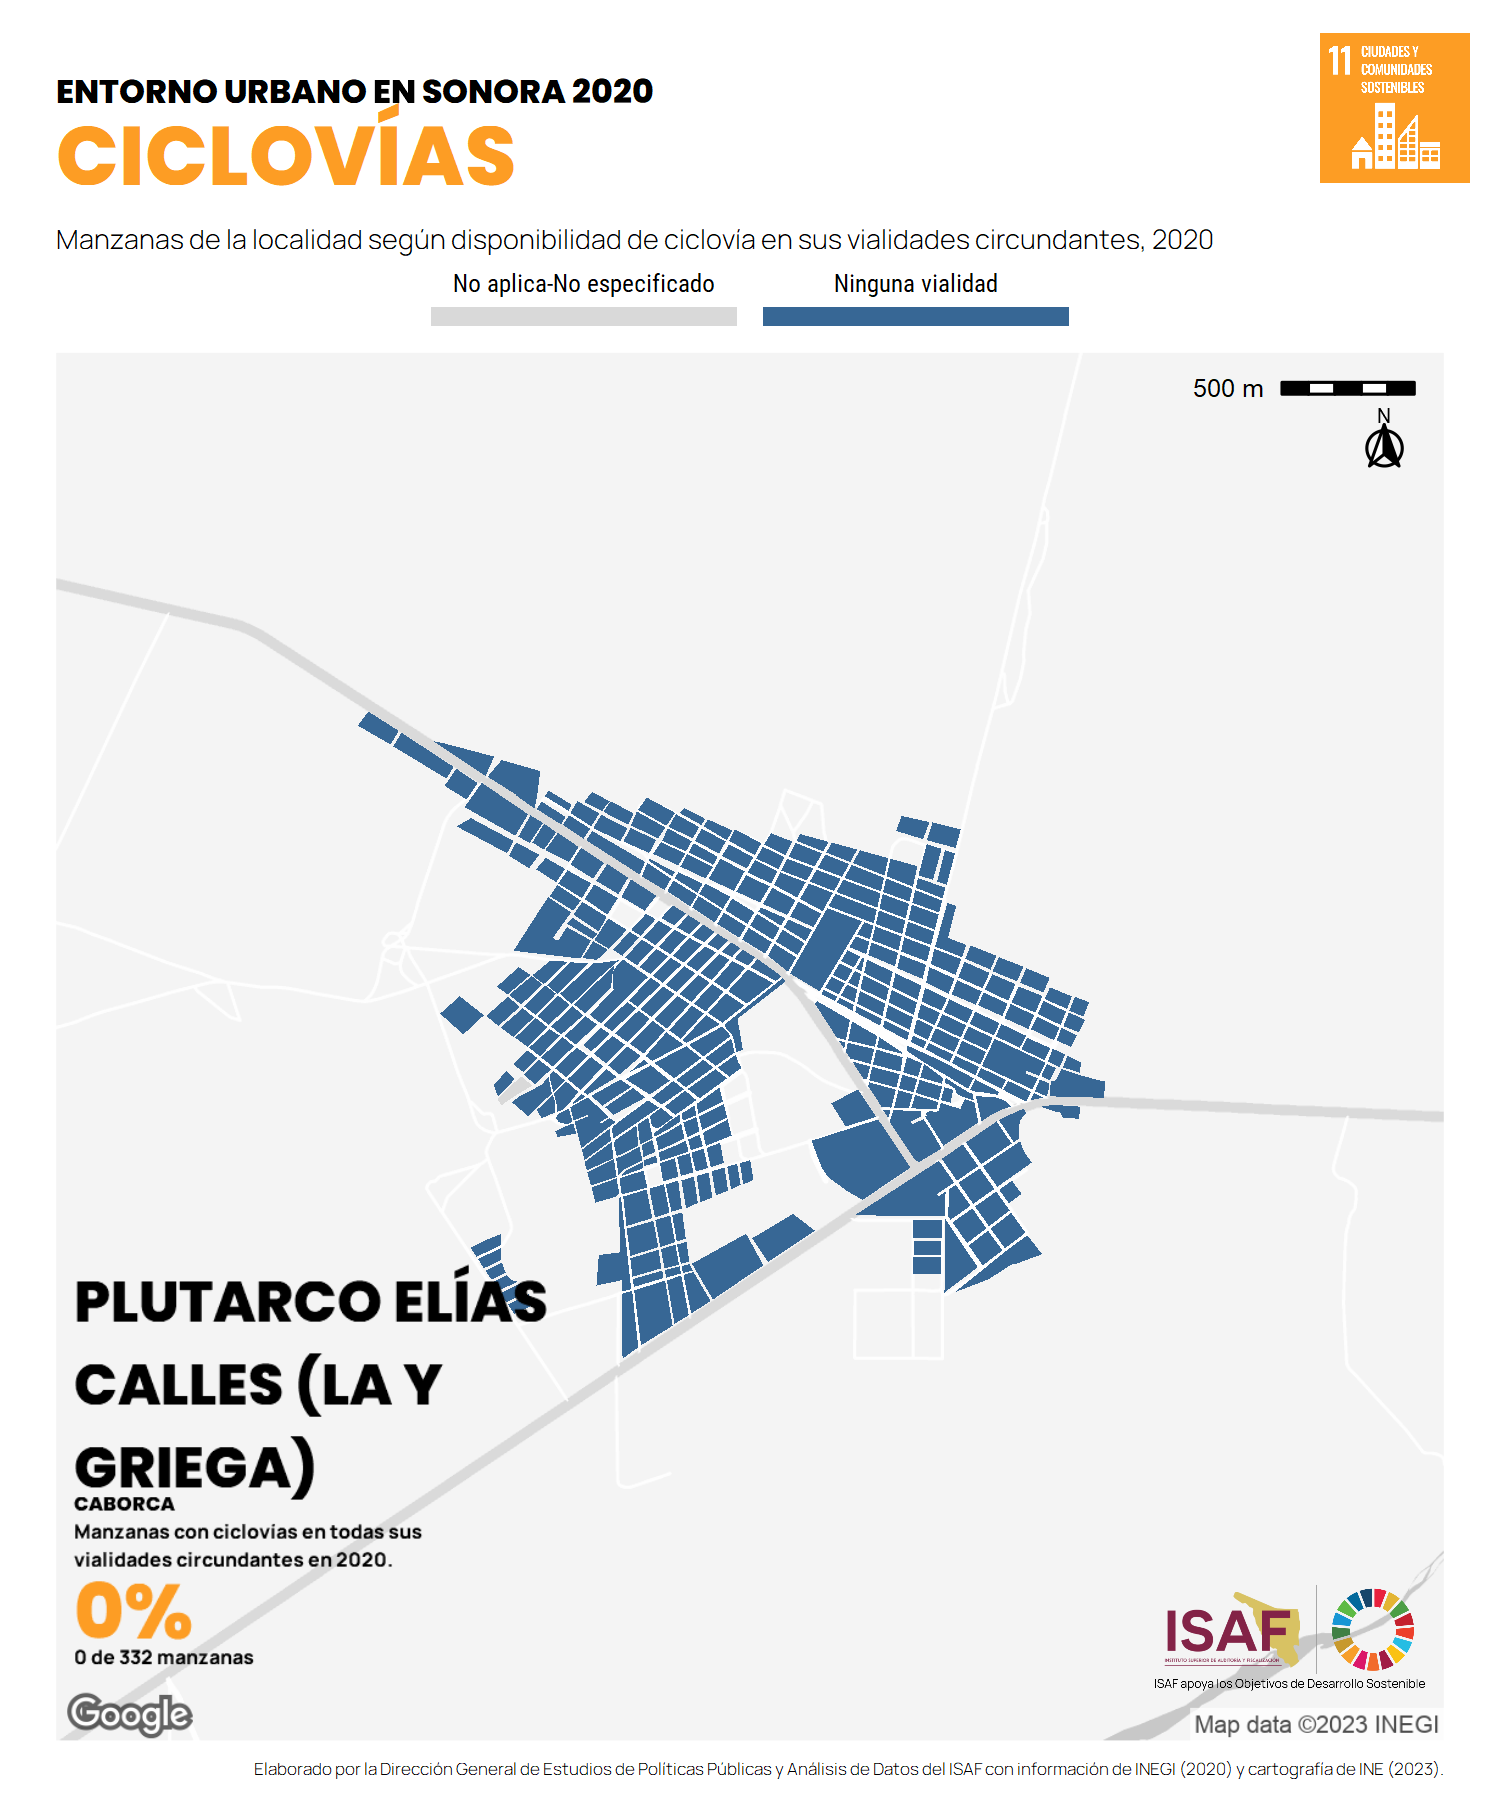 ENTORNO URBANO EN SONORA 2020
CICLOVÍAS
11 CIUDADES Y
COMUNIDADES
SOSTENIBLES
Manzanas de la localidad según disponibilidad de ciclovía en sus vialidades circundantes, 2020
No aplica-No especificado
Ninguna vialidad
500 m
N
PLUTARCO ELÍAS
CALLES (LA Y
GRIEGA)
CABORCA
Manzanas con ciclovias en todas sus
vialidades circundantes en 2020.
0%
0 de 332 manzanas
Google
ISAF
INSTITUTO SUPERIOR DE AUDITORÍA Y FISCALIZACIÓN
ISAF apoya los Objetivos de Desarrollo Sostenible
Map data ©2023 INEGI
Elaborado por la Dirección General de Estudios de Políticas Públicas y Análisis de Datos del ISAF con información de INEGI (2020) y cartografía de INE (2023).